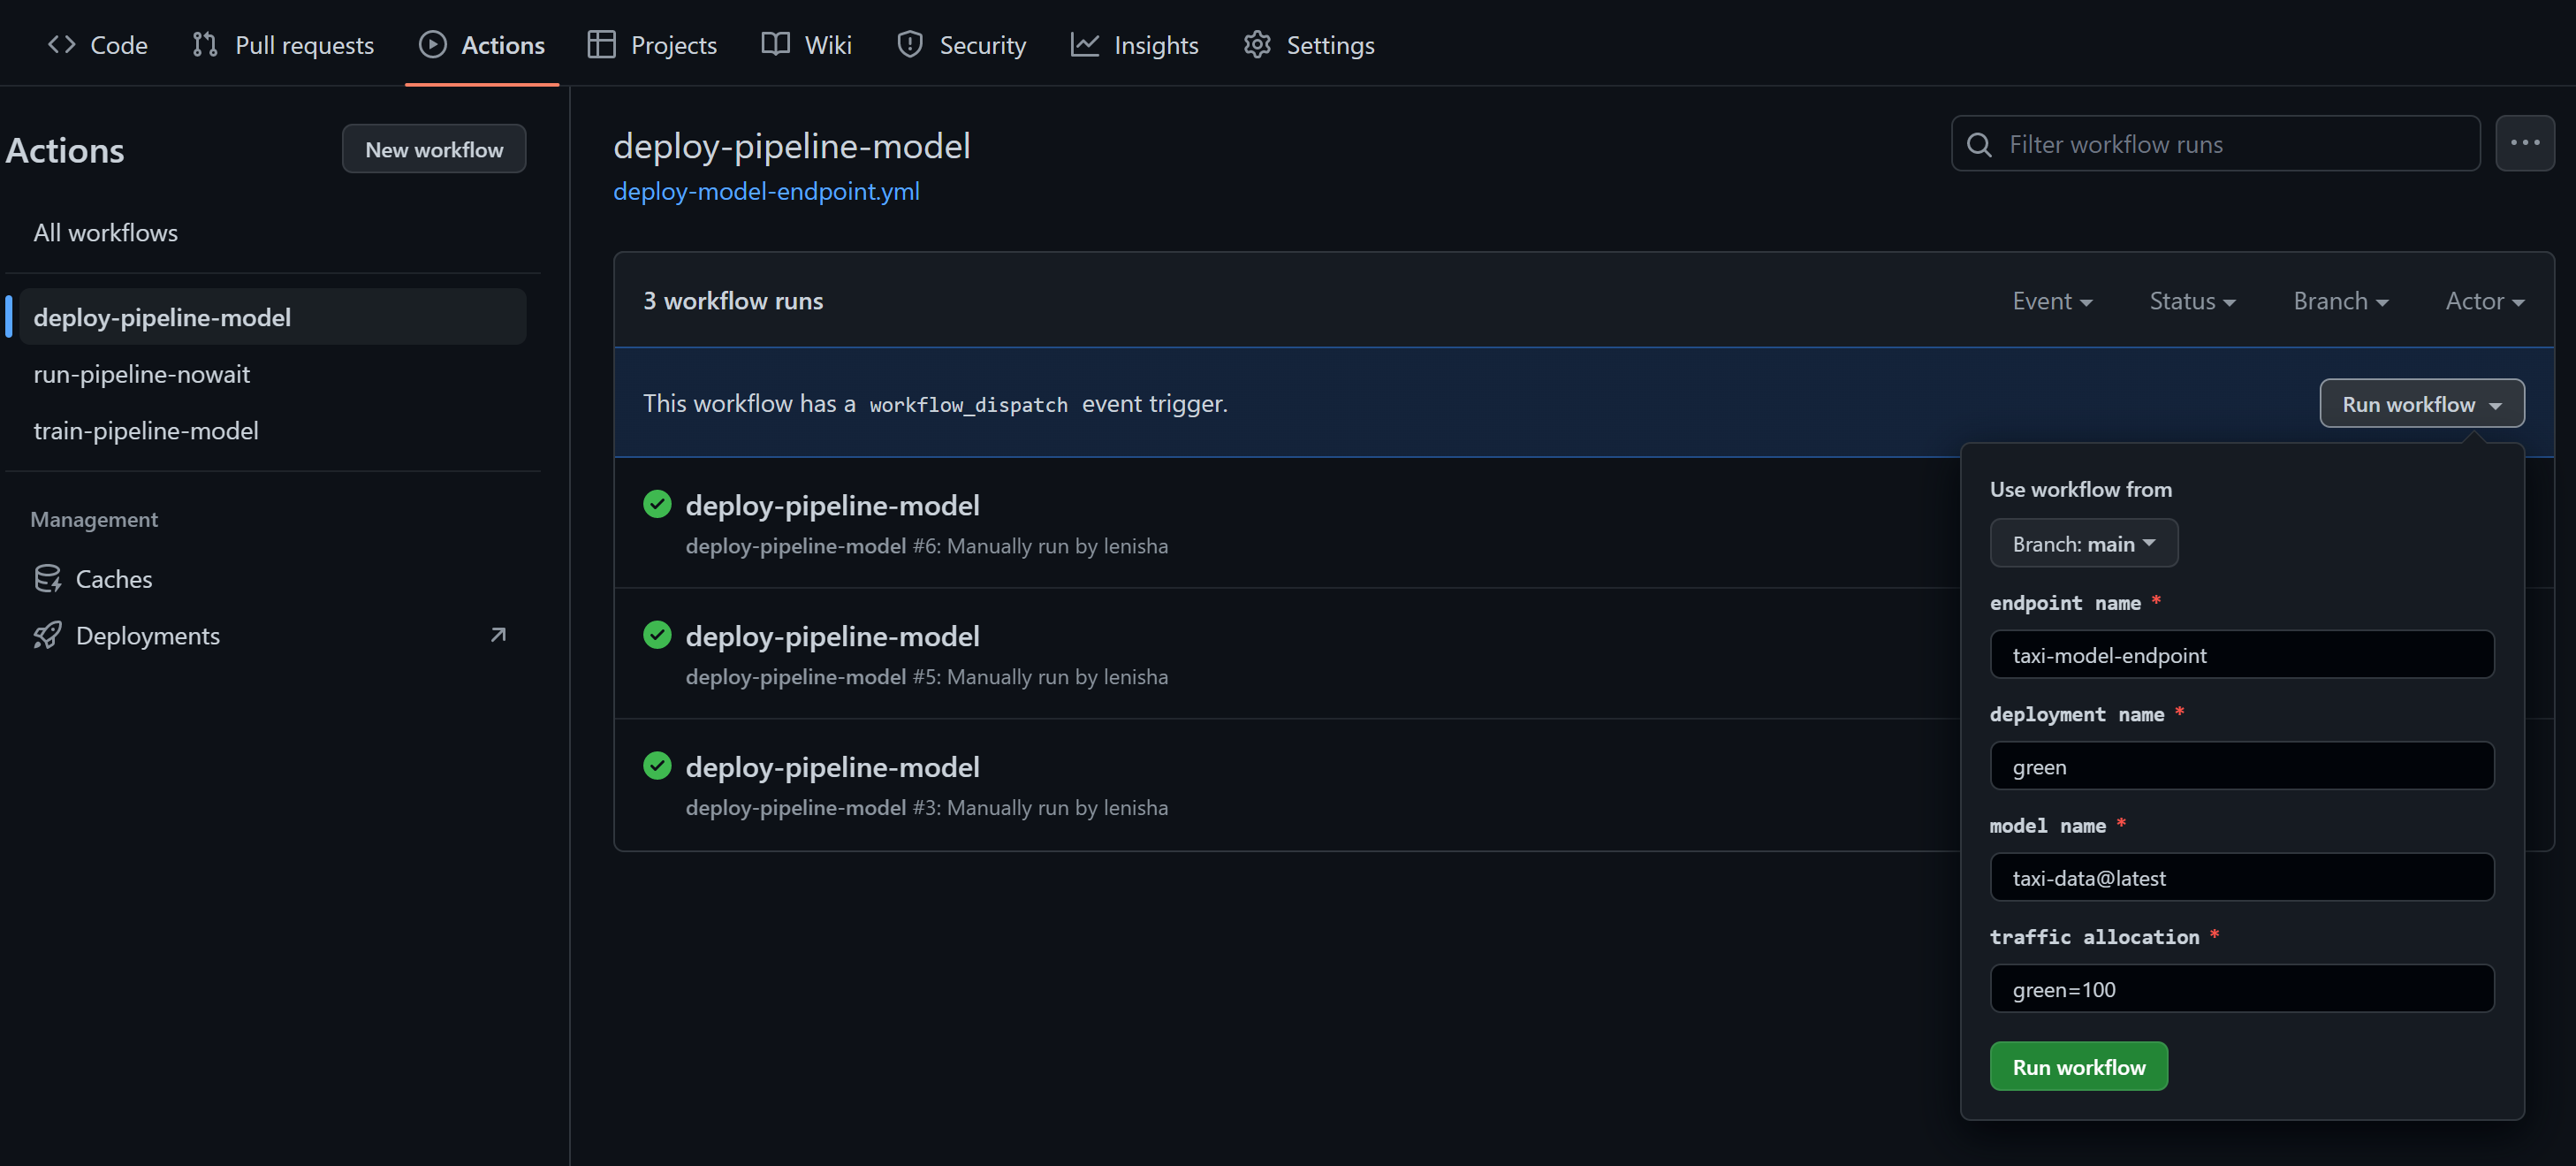 Code Pull requests Actions Projects Wiki Security Insights Settings
Actions
New workflow
All workflows
deploy-pipeline-model
run-pipeline-nowait
train-pipeline-model
Management
Caches
Deployments
deploy-pipeline-model
deploy-model-endpoint.yml
Filter workflow runs
3 workflow runs
Event Status Branch Actor
This workflow has a workflow_dispatch event trigger.
Run workflow
deploy-pipeline-model
deploy-pipeline-model #6: Manually run by lenisha
deploy-pipeline-model
deploy-pipeline-model #5: Manually run by lenisha
deploy-pipeline-model
deploy-pipeline-model #3: Manually run by lenisha
Use workflow from
Branch: main
endpoint name *
taxi-model-endpoint
deployment name *
green
model name *
taxi-data@latest
traffic allocation *
green=100
Run workflow